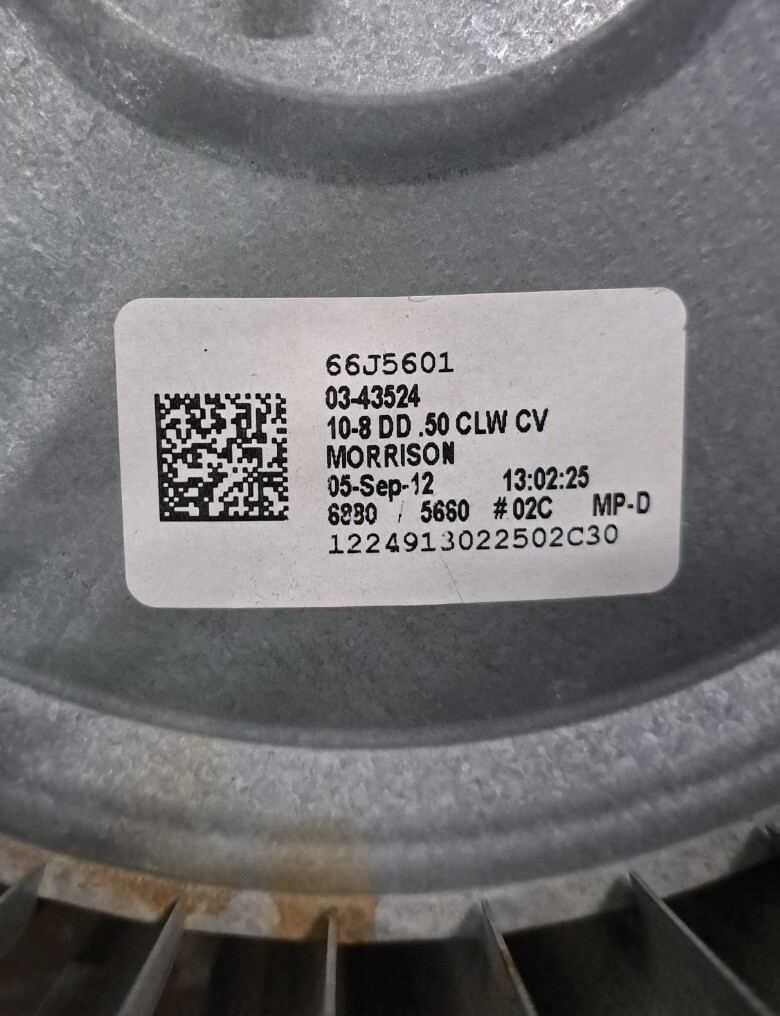 66J5601
03-43524
10-8 DD .50 CLW CV
MORRISON
05-Sep-12 13:02:25
6880 / 5660 #02C MP-D
1224913022502C30